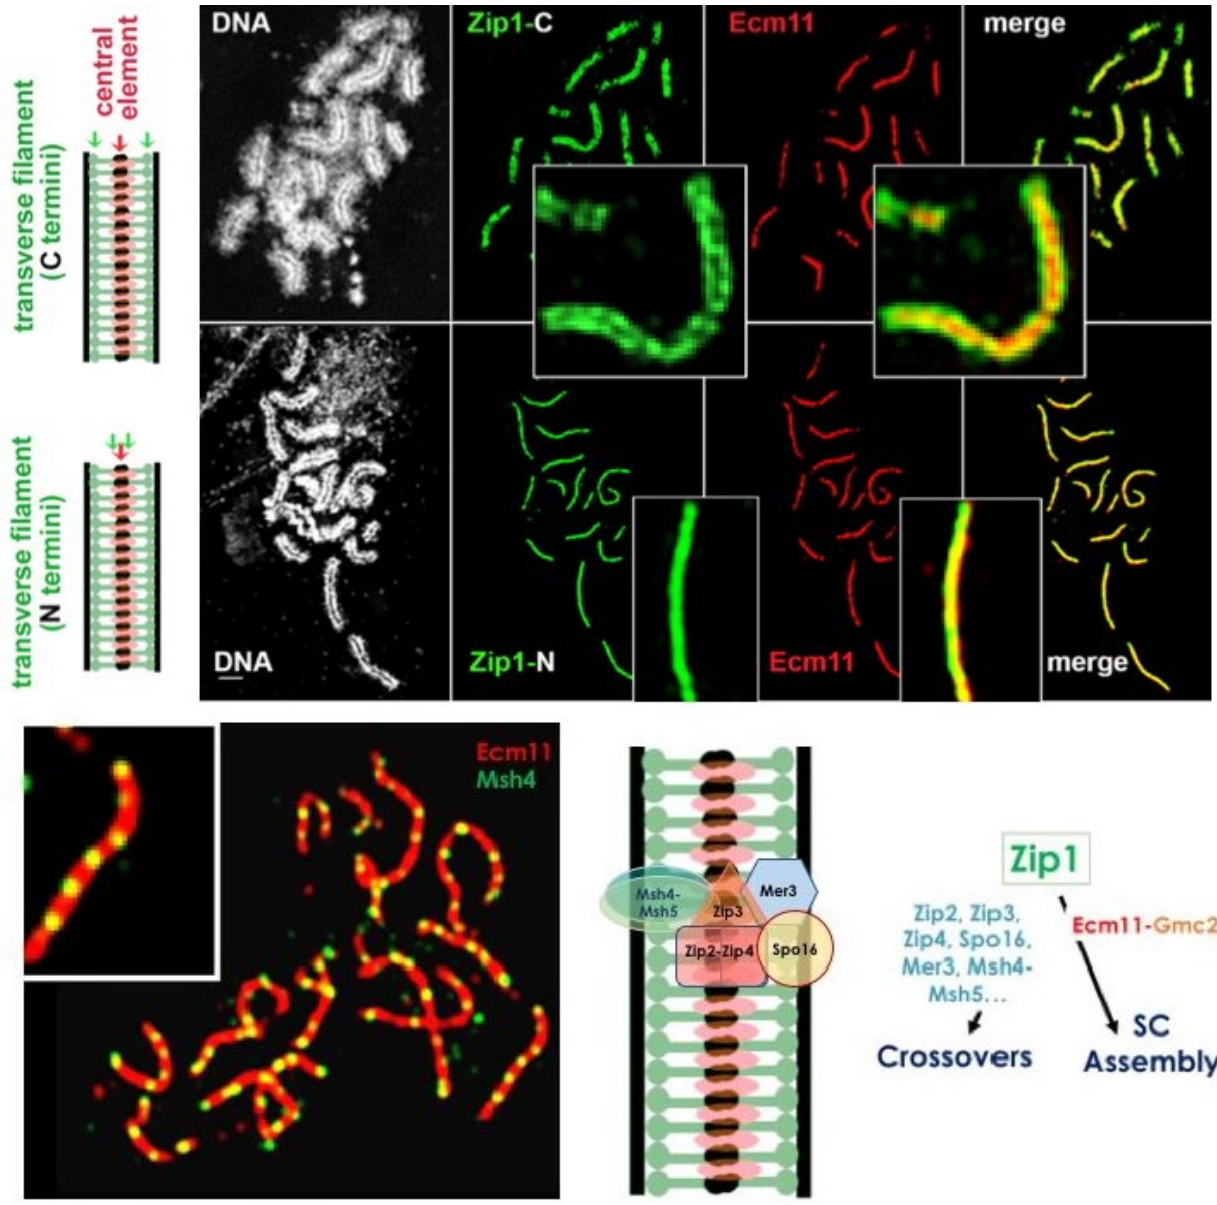 central
element
transverse filament
(C termini)
DNA
Zip1-C
Ecm11
merge
transverse filament
(N termini)
DNA
Zip1-N
Ecm11
merge
Ecm11
Msh4
Msh4-
Msh5
Zip3
Mer3
Zip2-Zip4
Spo16
Zip1
Zip2, Zip3,
Zip4, Spo16,
Mer3, Msh4-
Msh5...
Ecm11-Gmc2
Crossovers
SC
Assembly